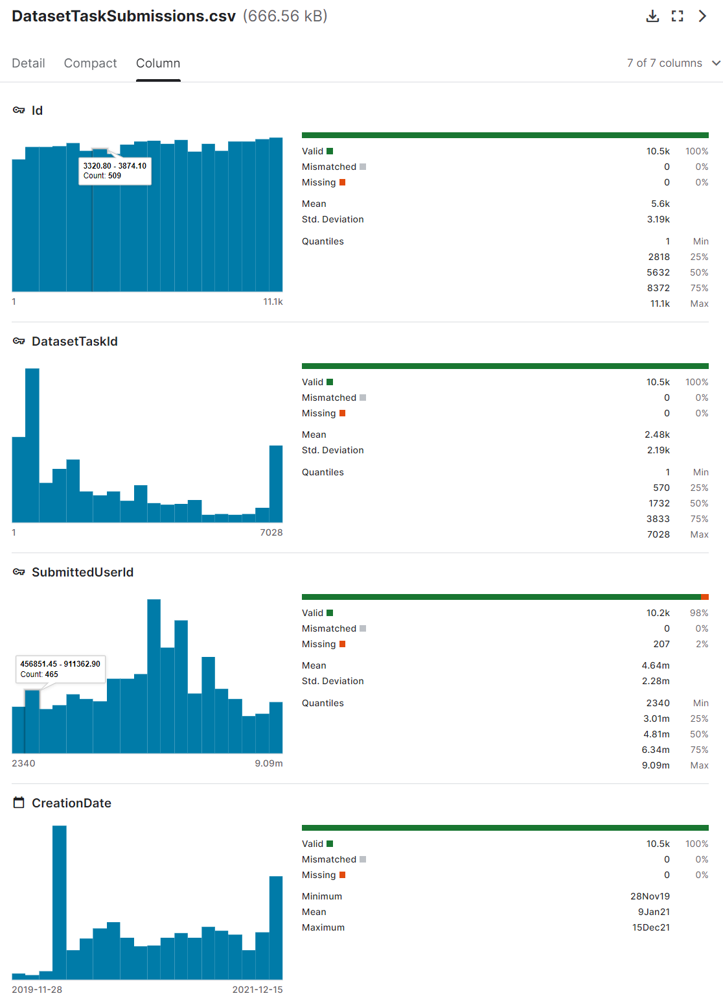 DatasetTaskSubmissions.csv (666.56 kB)
Detail Compact Column 7 of 7 columns
Id
3320.80 - 3874.10
Count: 509
1 11.1k
Valid 10.5k 100%
Mismatched 0 0%
Missing 0 0%
Mean 5.6k
Std. Deviation 3.19k
Quantiles 1 Min
2818 25%
5632 50%
8372 75%
11.1k Max
DatasetTaskId
1 7028
Valid 10.5k 100%
Mismatched 0 0%
Missing 0 0%
Mean 2.48k
Std. Deviation 2.19k
Quantiles 1 Min
570 25%
1732 50%
3833 75%
7028 Max
SubmittedUserId
456851.45 - 911362.90
Count: 465
2340 9.09m
Valid 10.2k 98%
Mismatched 0 0%
Missing 207 2%
Mean 4.64m
Std. Deviation 2.28m
Quantiles 2340 Min
3.01m 25%
4.81m 50%
6.34m 75%
9.09m Max
CreationDate
2019-11-28 2021-12-15
Valid 10.5k 100%
Mismatched 0 0%
Missing 0 0%
Minimum 28Nov19
Mean 9Jan21
Maximum 15Dec21